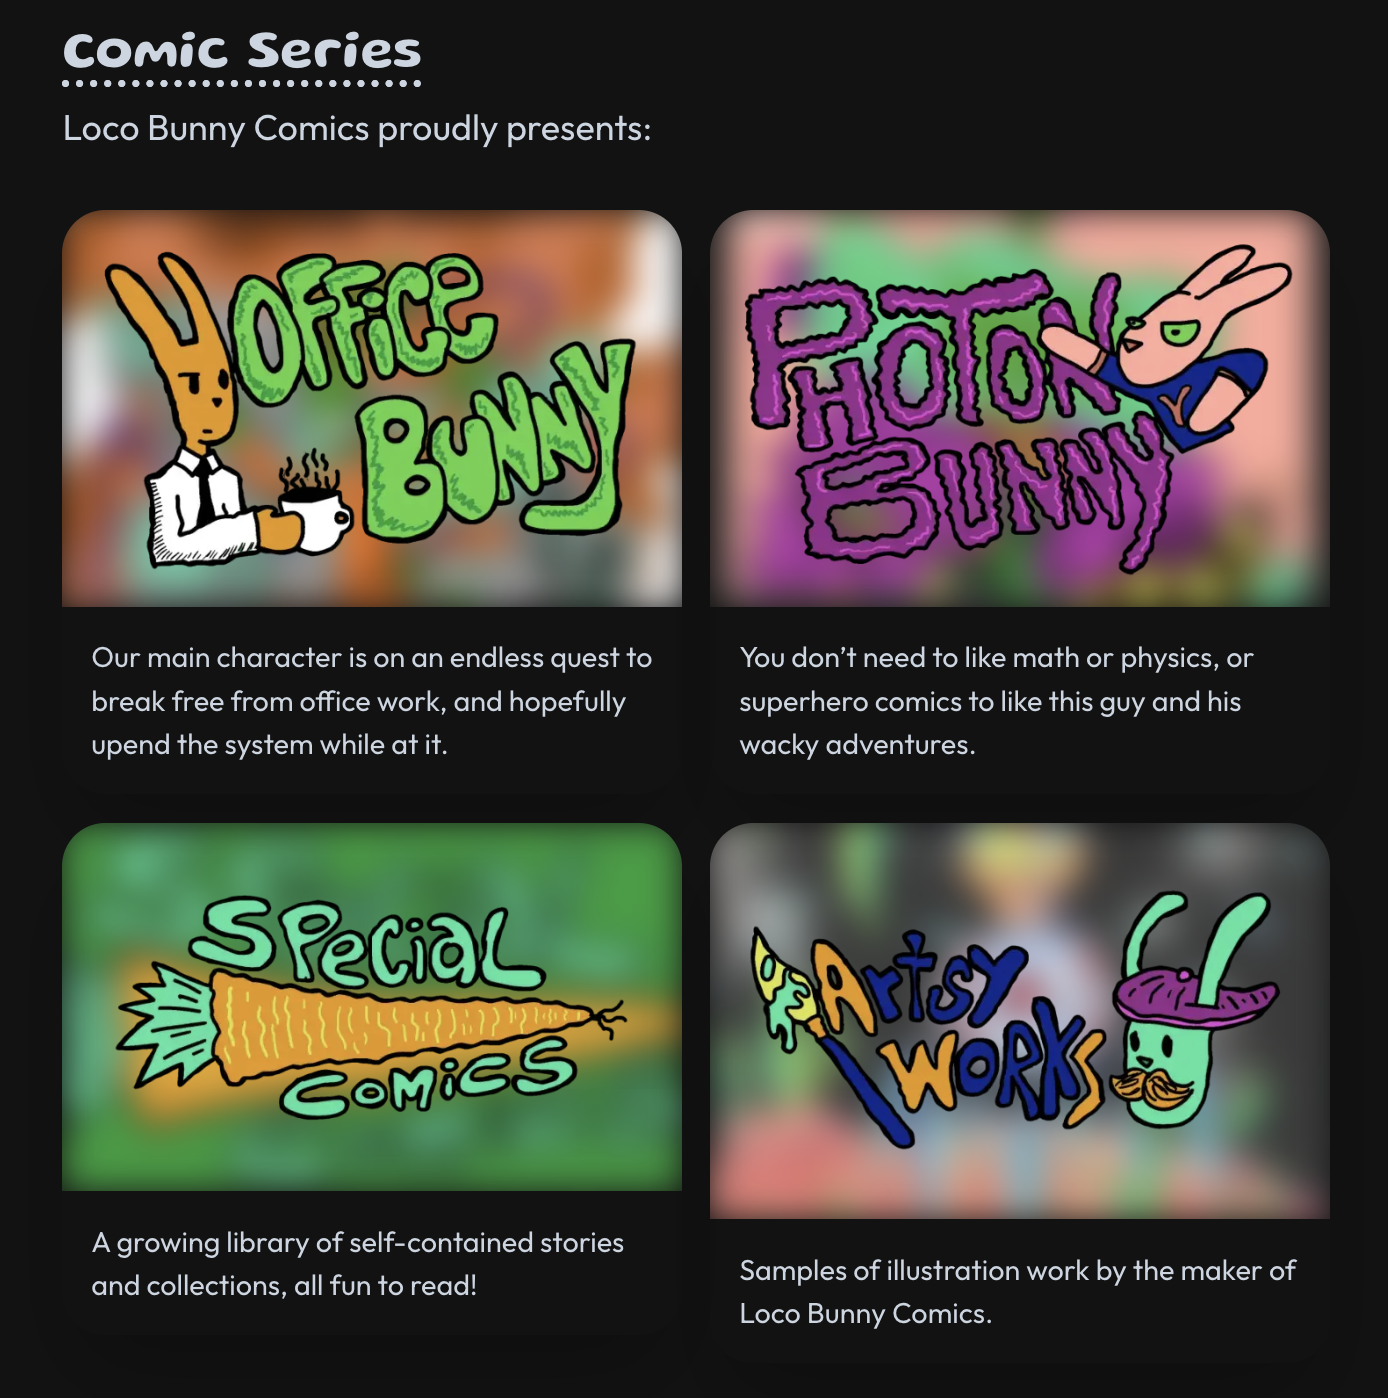 Comic Series
Loco Bunny Comics proudly presents:
OFFiCe
BUNNY
PHOTON
BUNNY
Our main character is on an endless quest to
break free from office work, and hopefully
upend the system while at it.
You don’t need to like math or physics, or
superhero comics to like this guy and his
wacky adventures.
SPeCiaL
COMiCS
Artsy
WORKS
A growing library of self-contained stories
and collections, all fun to read!
Samples of illustration work by the maker of
Loco Bunny Comics.